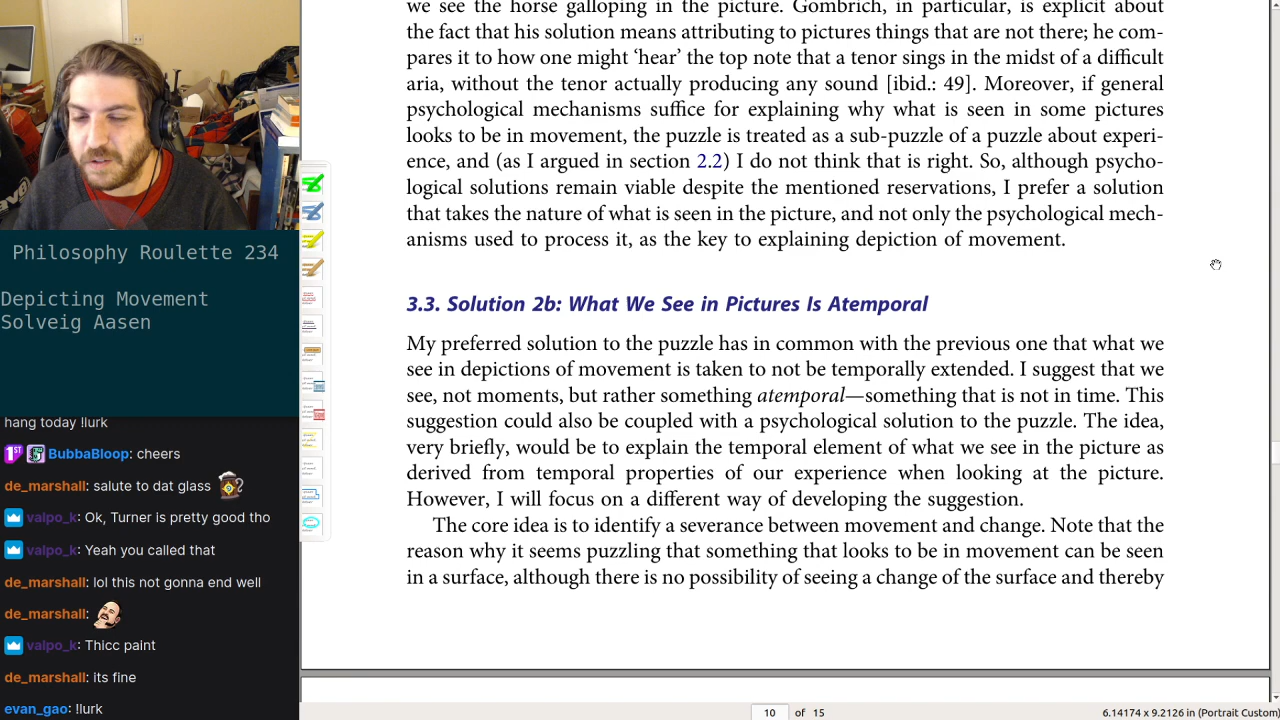 Philosophy Roulette 234
Depicting Movement
Solveig Aasen
hang today !lurk
BubbaBloop: cheers
de_marshall: salute to dat glass
valpo_k: Ok, Turner is pretty good tho
valpo_k: Yeah you called that
de_marshall: lol this not gonna end well
de_marshall:
valpo_k: Thicc paint
de_marshall: its fine
evan_gao: !lurk
we see the horse galloping in the picture. Gombrich, in particular, is explicit about
the fact that his solution means attributing to pictures things that are not there; he com-
pares it to how one might ‘hear’ the top note that a tenor sings in the midst of a difficult
aria, without the tenor actually producing any sound [ibid.: 49]. Moreover, if general
psychological mechanisms suffice for explaining why what is seen in some pictures
looks to be in movement, the puzzle is treated as a sub-puzzle of a puzzle about experi-
ence, and (as I argued in section 2.2) I do not think that is right. So, although psycho-
logical solutions remain viable despite the mentioned reservations, I prefer a solution
that takes the nature of what is seen in the picture, and not only the psychological mech-
anisms used to process it, as the key to explaining depiction of movement.
3.3. Solution 2b: What We See in Pictures Is Atemporal
My preferred solution to the puzzle has in common with the previous one that what we
see in depictions of movement is taken to not be temporally extended. I suggest that we
see, not moments, but rather something atemporal—something that is not in time. This
suggestion could also be coupled with a psychological solution to the puzzle. The idea,
very briefly, would be to explain the temporal element of what we see in the picture as
derived from temporal properties of our experience when looking at the picture.
However, I will focus on a different way of developing the suggestion.
The core idea is to identify a severance between movement and change. Note that the
reason why it seems puzzling that something that looks to be in movement can be seen
in a surface, although there is no possibility of seeing a change of the surface and thereby
10 of 15
6.14174 x 9.2126 in (Portrait Custom)